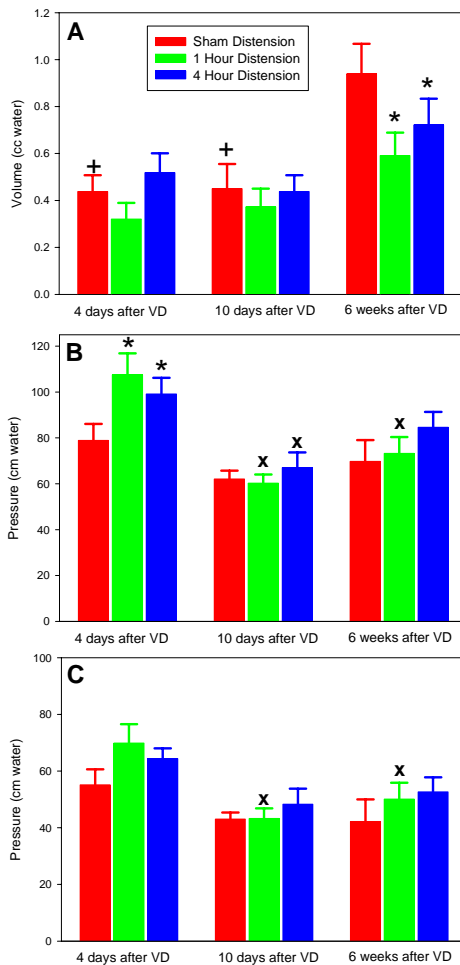 A
Sham Distension
1 Hour Distension
4 Hour Distension
Volume (cc water)
1.2
1.0
0.8
0.6
0.4
0.2
0.0
+
+
*
*
4 days after VD
10 days after VD
6 weeks after VD
B
Pressure (cm water)
120
100
80
60
40
20
0
*
*
x
x
x
4 days after VD
10 days after VD
6 weeks after VD
C
Pressure (cm water)
100
80
60
40
20
0
x
x
4 days after VD
10 days after VD
6 weeks after VD